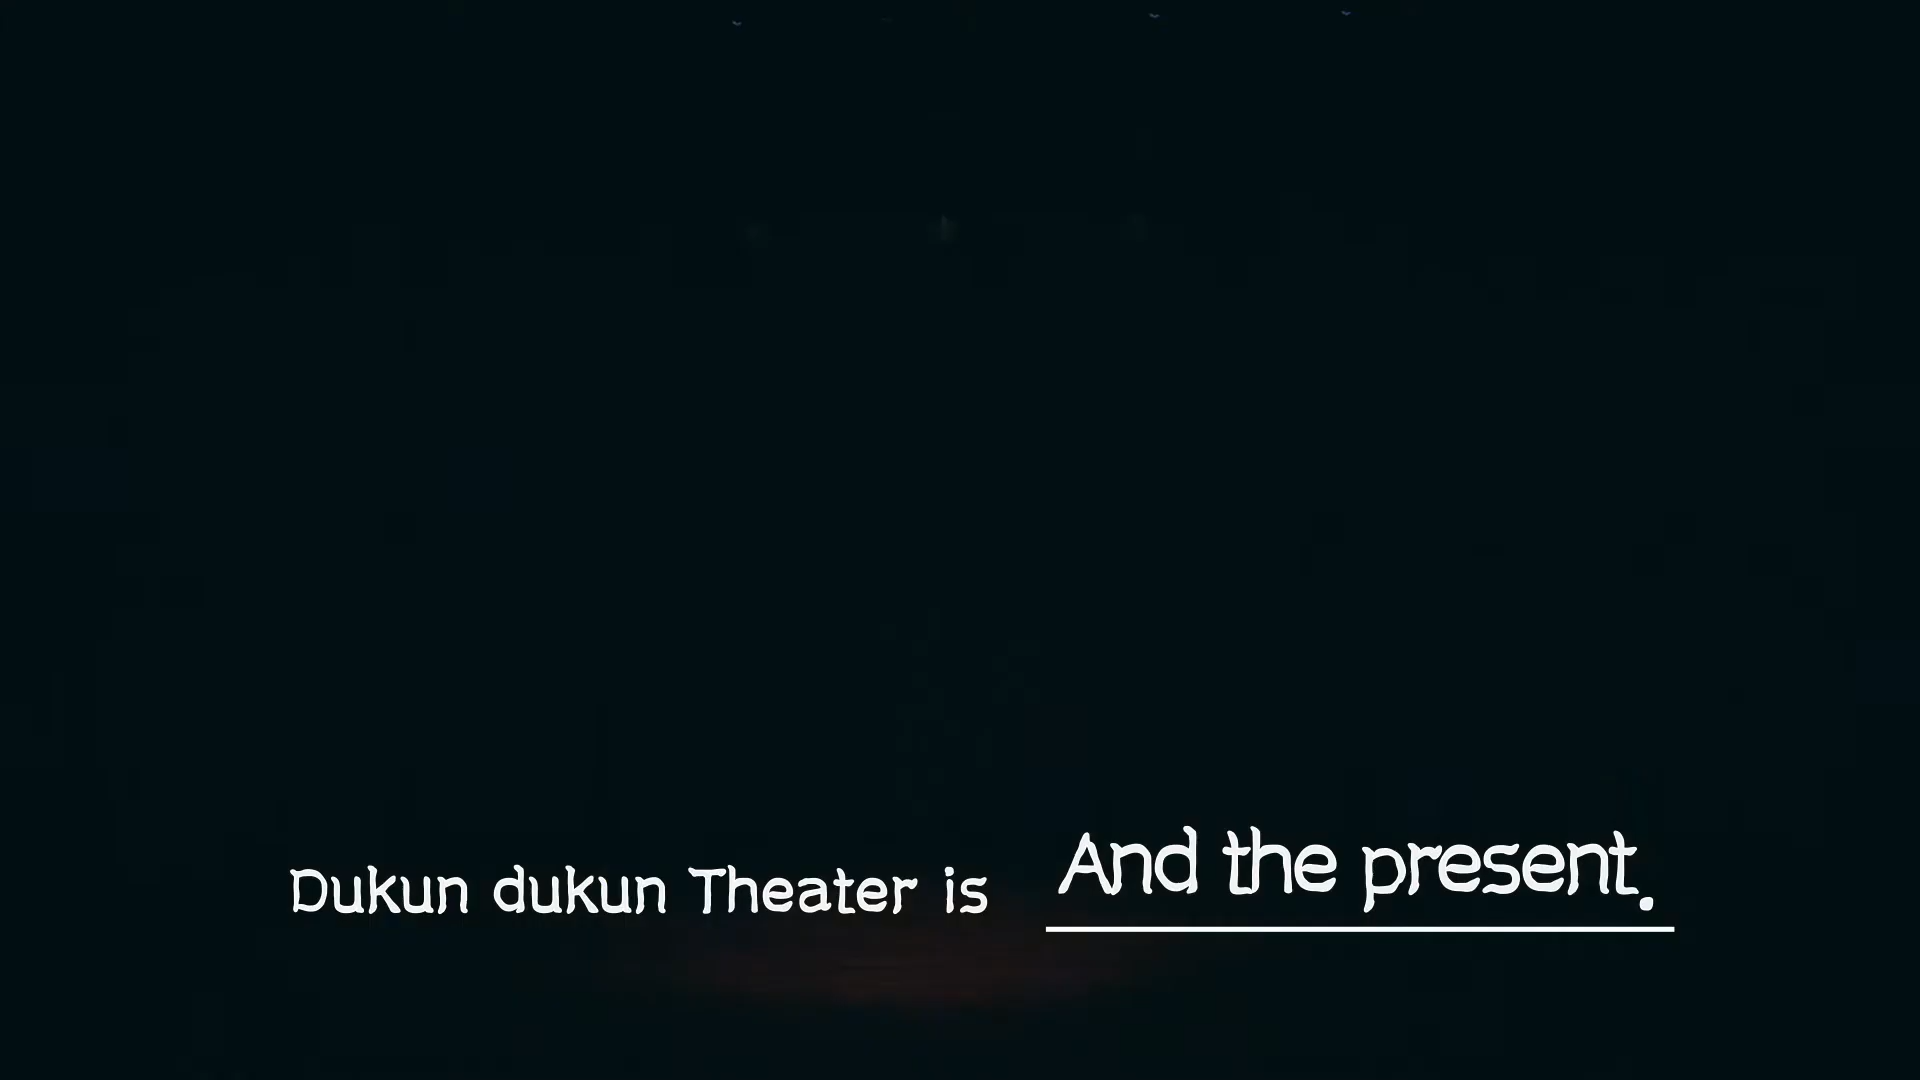 Dukun dukun Theater is And the present.